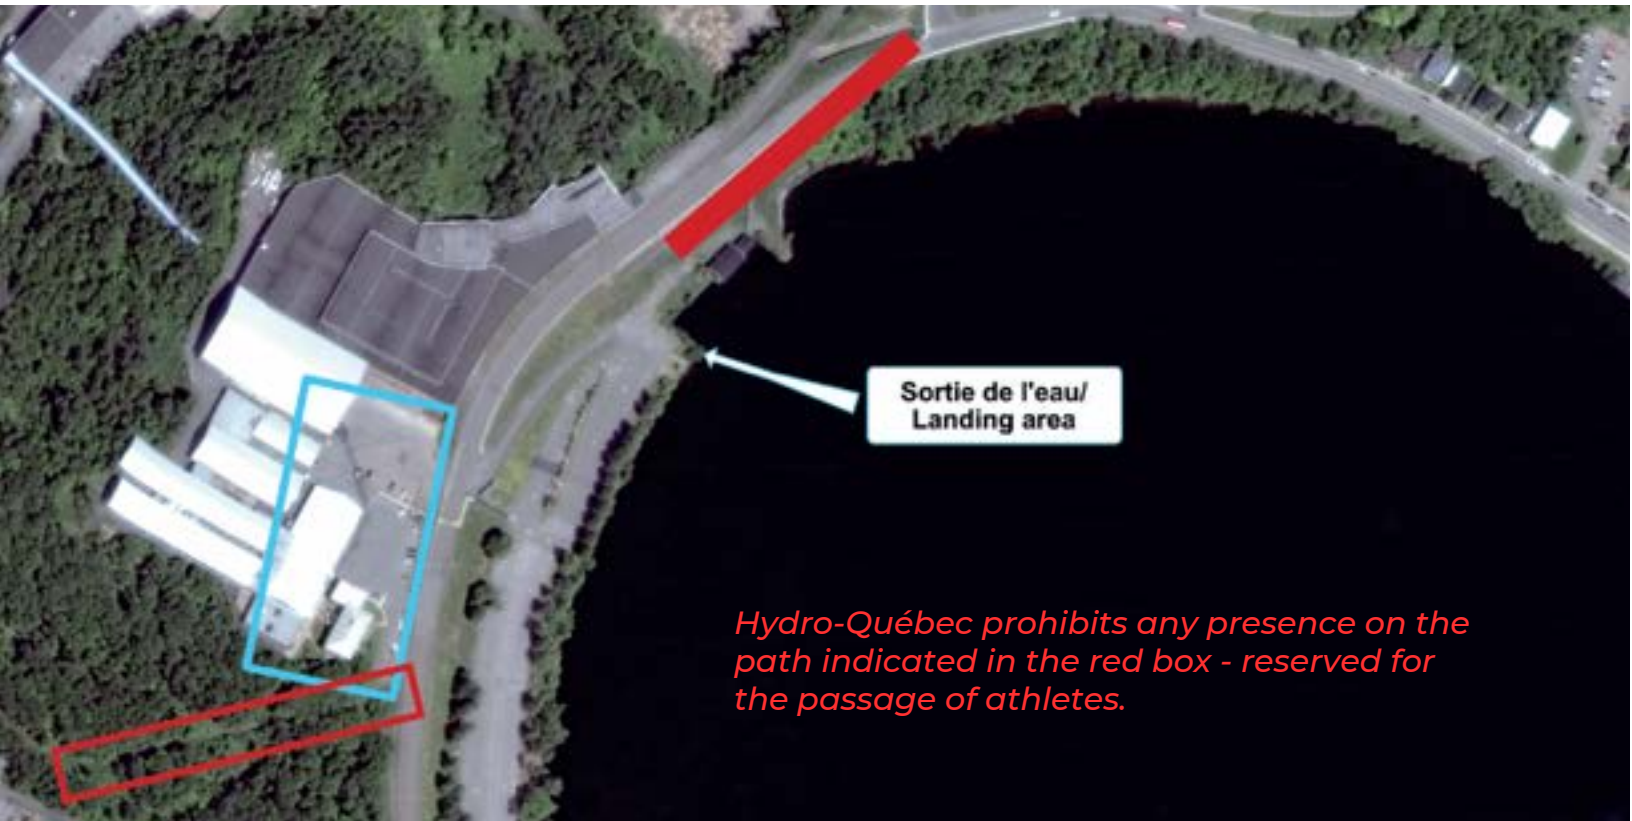 Sortie de l'eau/
Landing area
Hydro-Québec prohibits any presence on the
path indicated in the red box - reserved for
the passage of athletes.